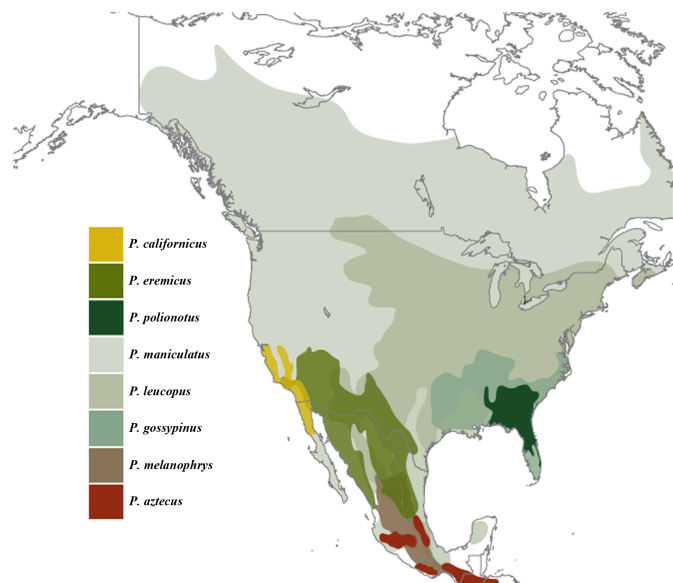 P. californicus
P. eremicus
P. polionotus
P. maniculatus
P. leucopus
P. gossypinus
P. melanophrys
P. aztecus